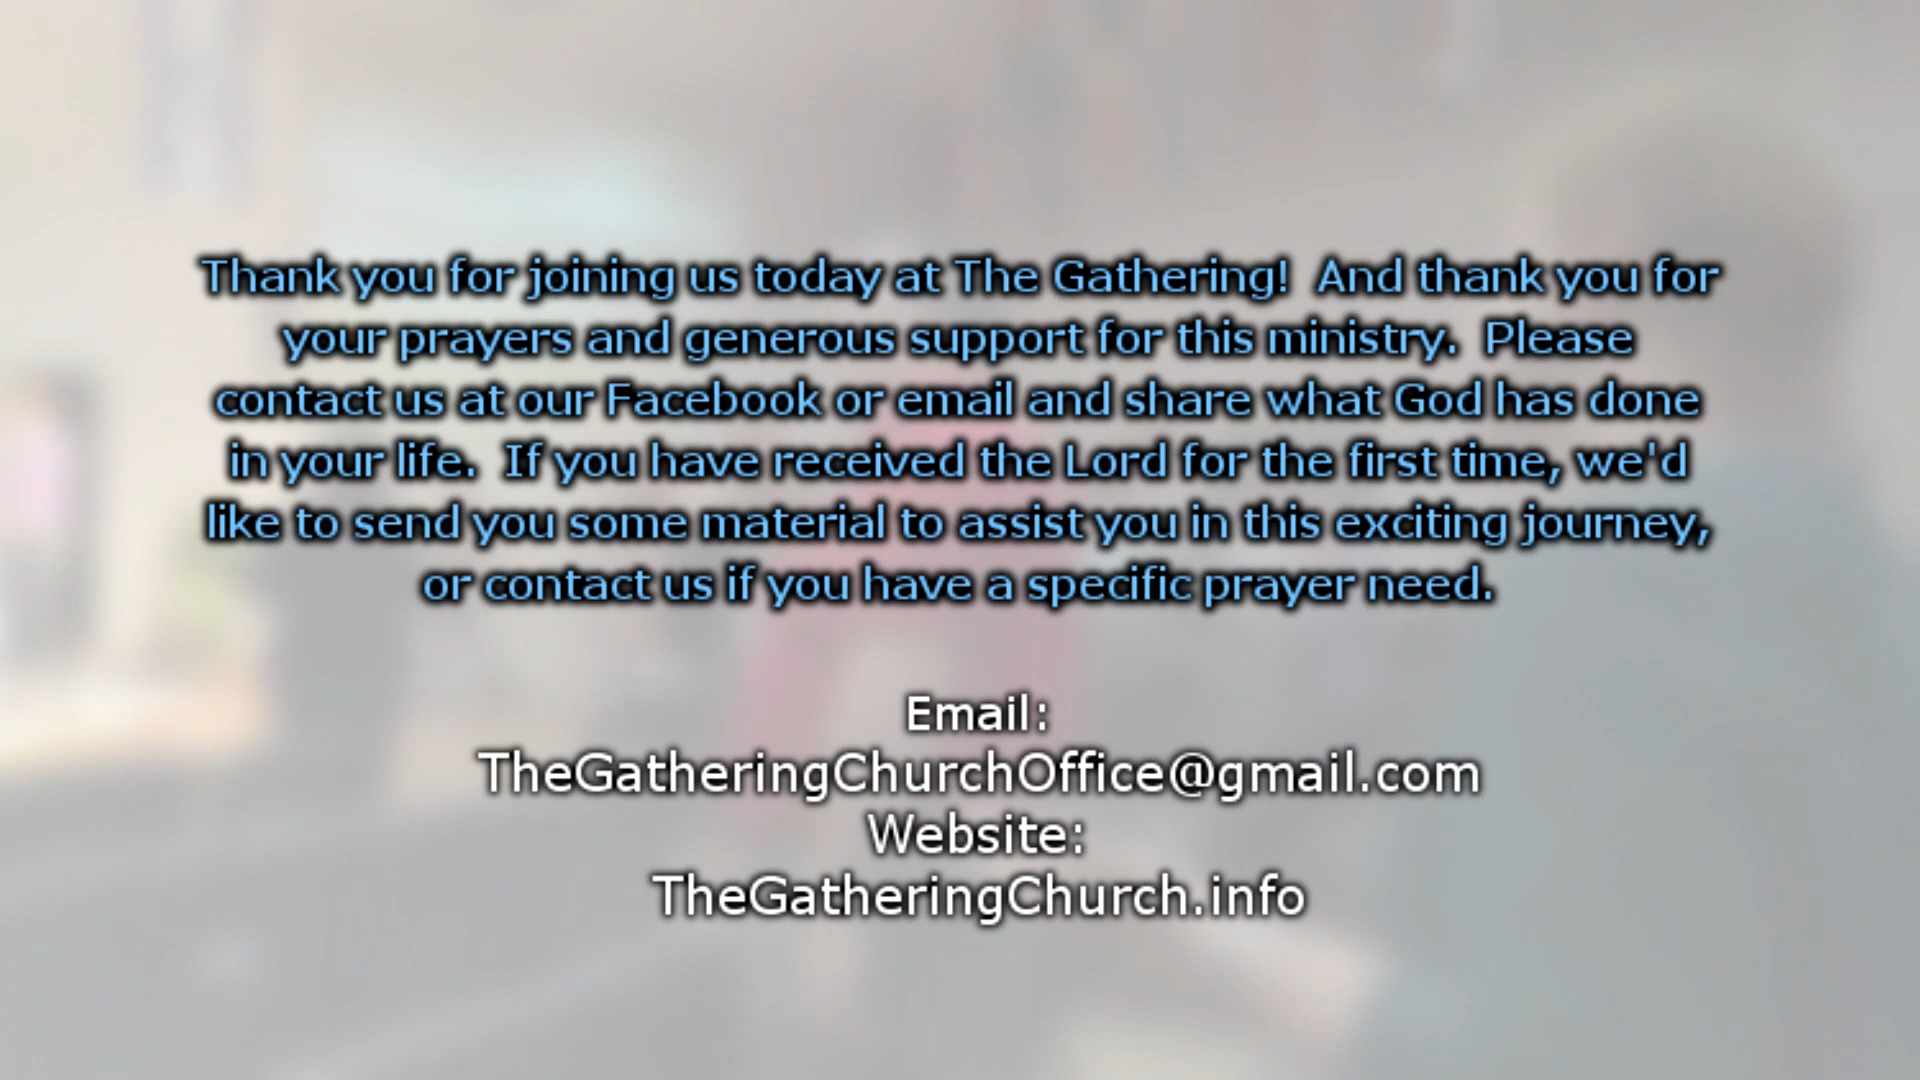 Thank you for joining us today at The Gathering!  And thank you for
your prayers and generous support for this ministry.  Please
contact us at our Facebook or email and share what God has done
in your life.  If you have received the Lord for the first time, we'd
like to send you some material to assist you in this exciting journey,
or contact us if you have a specific prayer need.
Email:
TheGatheringChurchOffice@gmail.com
Website:
TheGatheringChurch.info